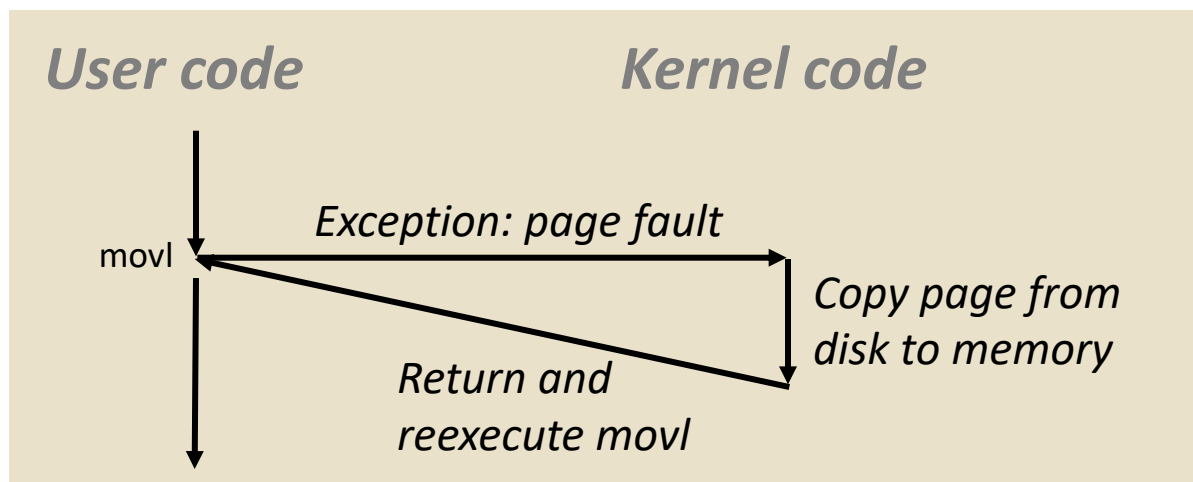 User code
Kernel code
Exception: page fault
movl
Copy page from
disk to memory
Return and
reexecute movl